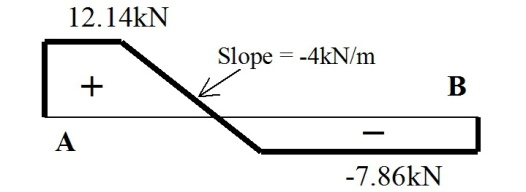 12.14kN
Slope = -4kN/m
+
B
A
−
-7.86kN